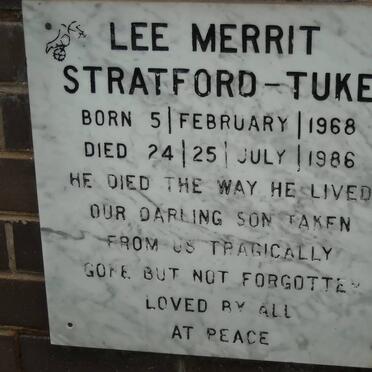 LEE MERRIT
STRATFORD-TUKE
BORN 5|FEBRUARY|1968
DIED 24|25|JULY|1986
HE DIED THE WAY HE LIVED
OUR DARLING SON TAKEN
FROM US TRAGICALLY
GONE BUT NOT FORGOTTEN
LOVED BY ALL
AT PEACE